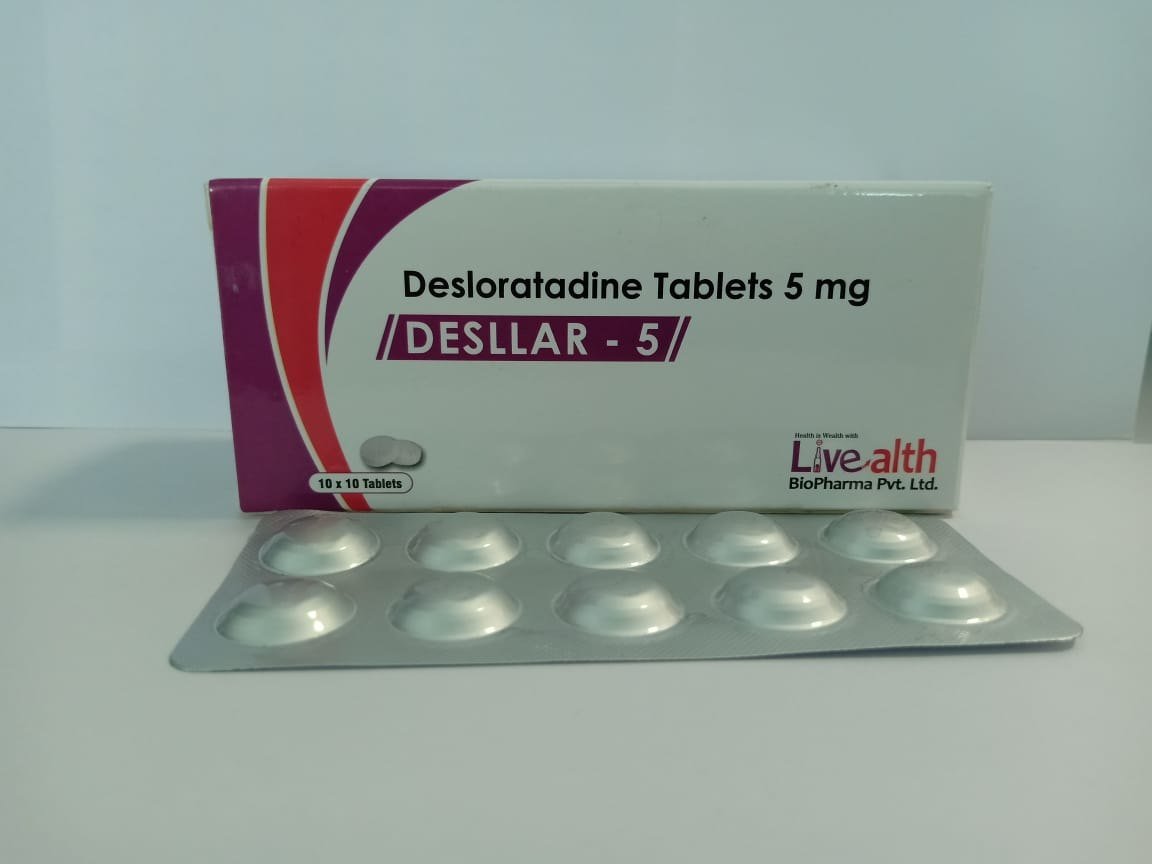 Desloratadine Tablets 5 mg
DESLLAR - 5
10 x 10 Tablets
Health is Wealth with
Livealth
BioPharma Pvt. Ltd.